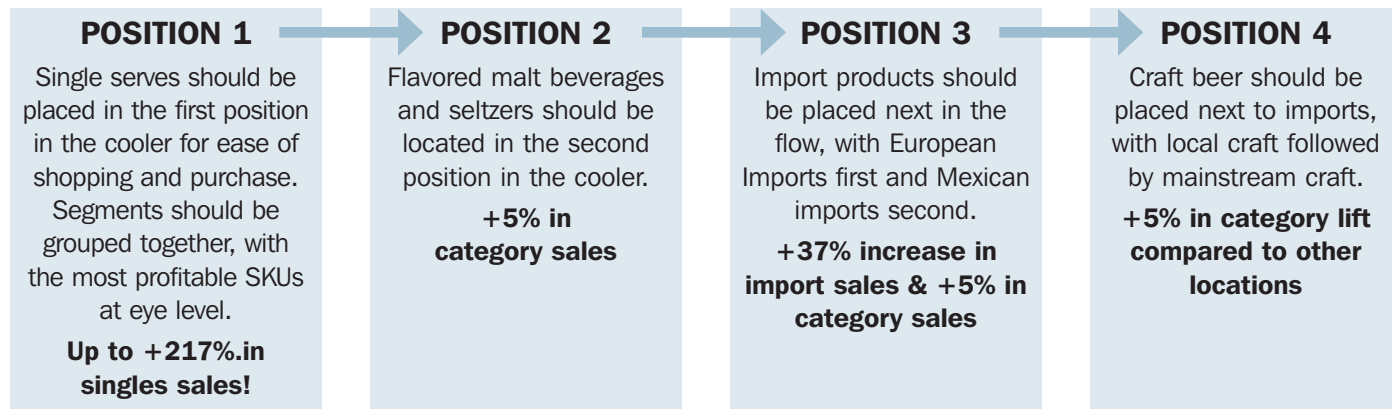 POSITION 1
Single serves should be
placed in the first position
in the cooler for ease of
shopping and purchase.
Segments should be
grouped together, with
the most profitable SKUs
at eye level.
Up to +217%.in
singles sales!
POSITION 2
Flavored malt beverages
and seltzers should be
located in the second
position in the cooler.
+5% in
category sales
POSITION 3
Import products should
be placed next in the
flow, with European
Imports first and Mexican
imports second.
+37% increase in
import sales & +5% in
category sales
POSITION 4
Craft beer should be
placed next to imports,
with local craft followed
by mainstream craft.
+5% in category lift
compared to other
locations